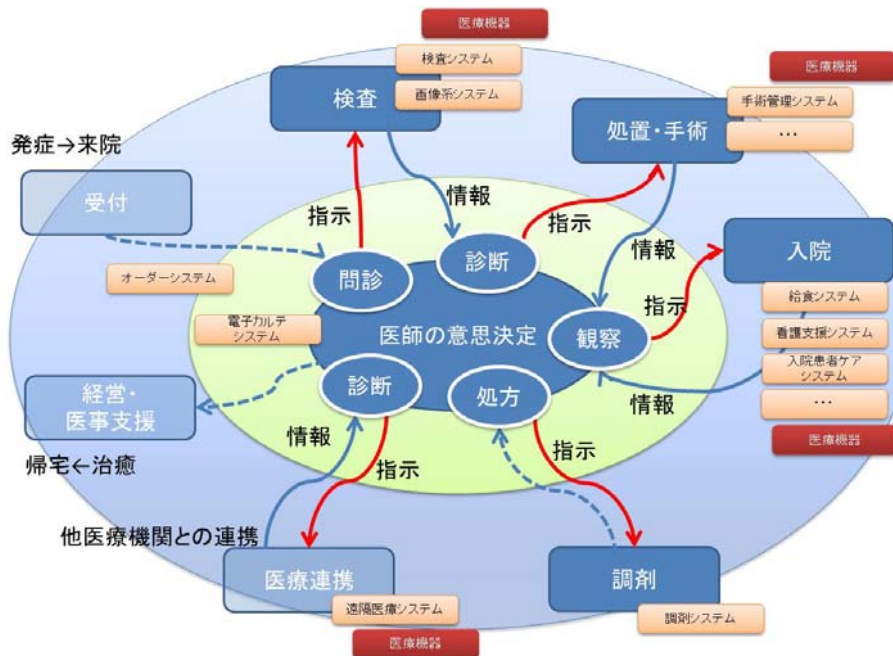 医療機器
検査システム
検査
画像系システム
医療機器
手術管理システム
処置・手術
…
発症→来院
受付
情報
指示
指示
診断
情報
入院
オーダーシステム
問診
指示
給食システム
電子カルテ
システム
医師の意思決定
観察
看護支援システム
入院患者ケア
システム
診断
処方
経営・
医事支援
情報
…
情報
指示
指示
医療機器
帰宅←治癒
他医療機関との連携
医療連携
調剤
遠隔医療システム
調剤システム
医療機器